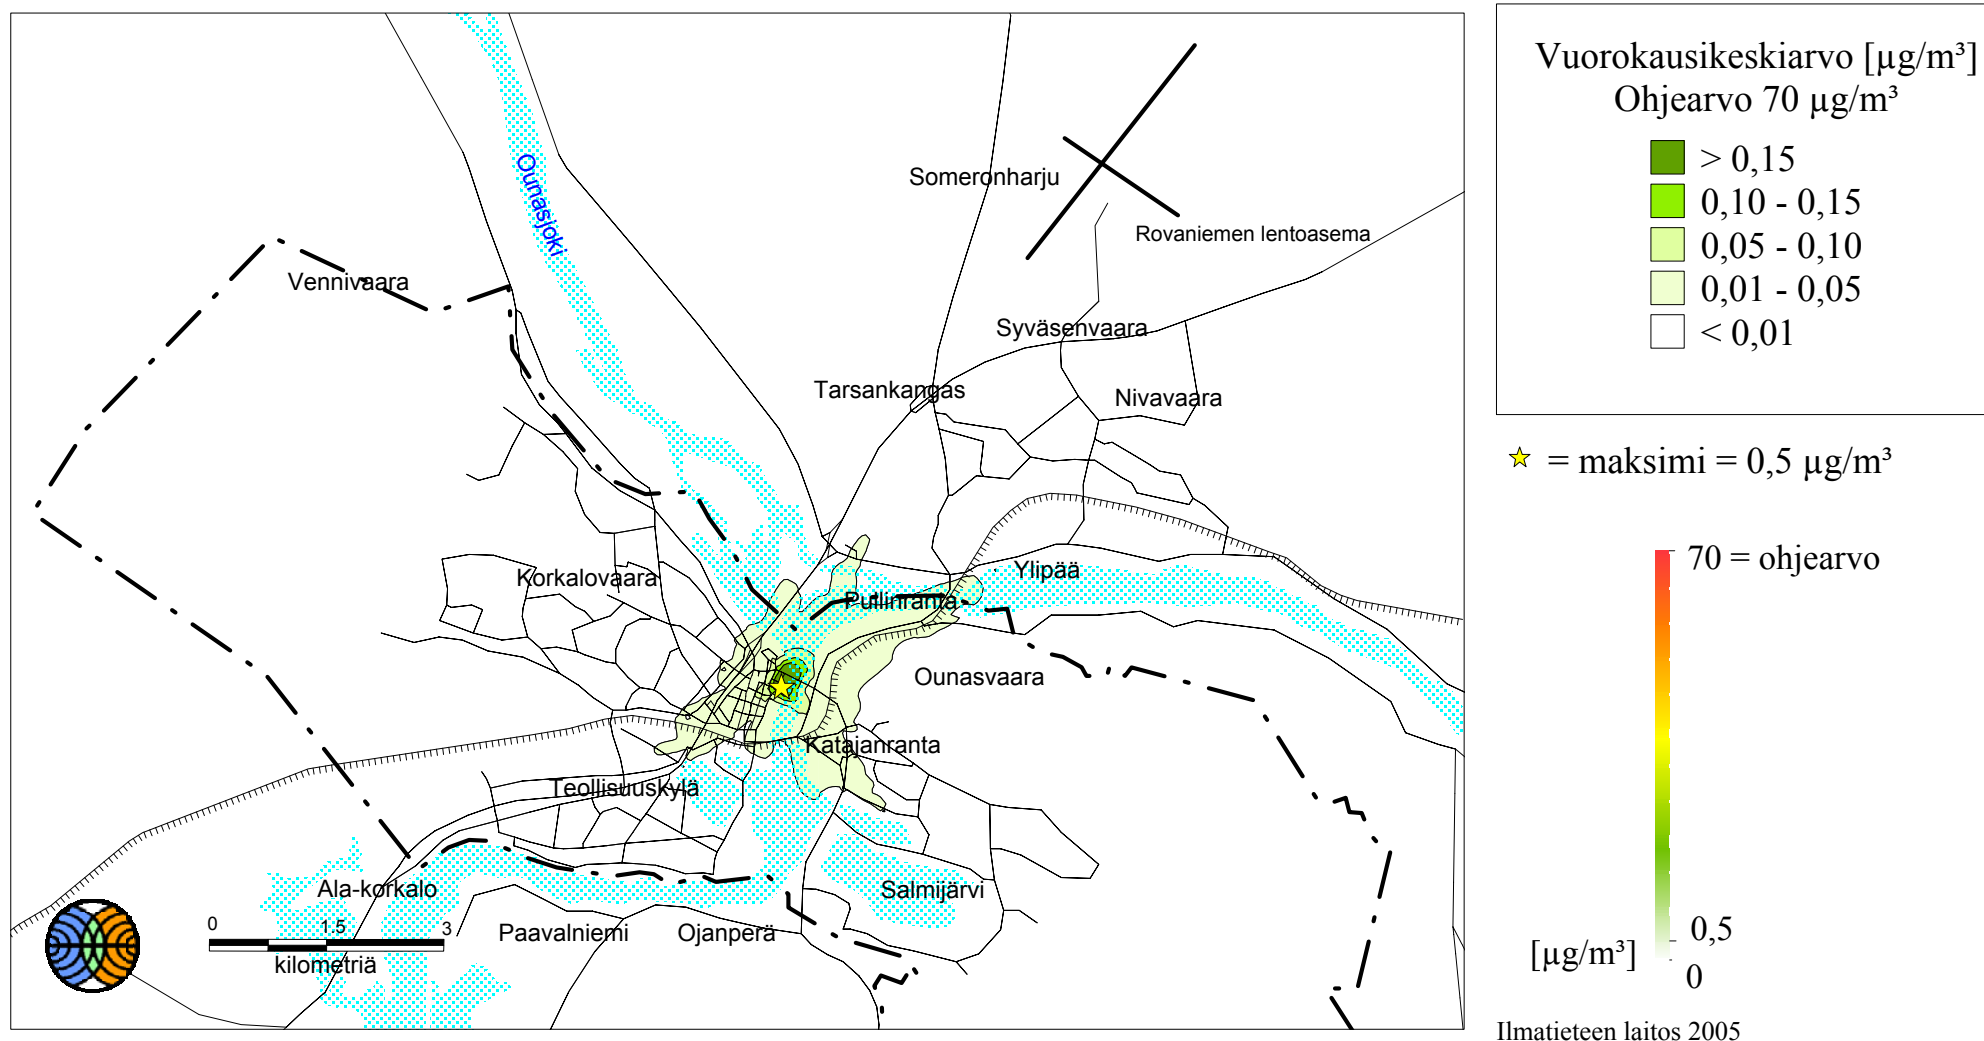 Vuorokausikeskiarvo [µg/m³]
Ohjearvo 70 µg/m³
> 0,15
0,10 - 0,15
0,05 - 0,10
0,01 - 0,05
< 0,01
= maksimi = 0,5 µg/m³
70 = ohjearvo
0,5
[µg/m³]
0
Ilmatieteen laitos 2005
Ounasjoki
Someronharju
Rovaniemen lentoasema
Vennivaara
Syväsenvaara
Tarsankangas
Nivavaara
Korkalovaara
Ylipää
Pullinranta
Ounasvaara
Katajanranta
Teollisuuskylä
Ala-korkalo
Salmijärvi
Paavalniemi
Ojanperä
0 1.5 3
kilometriä